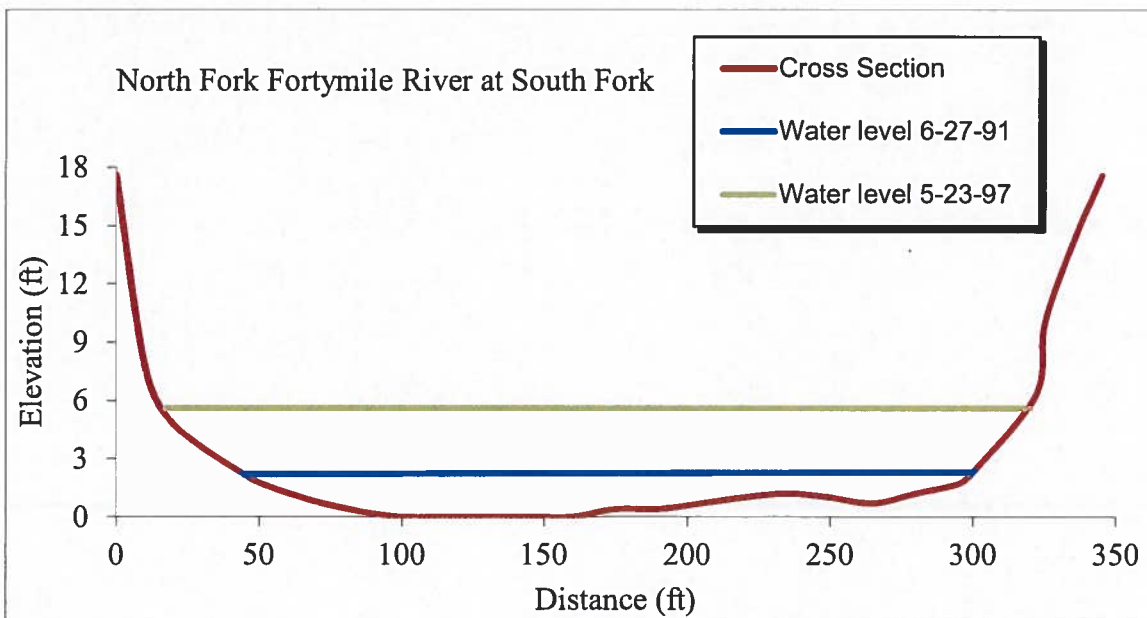 North Fork Fortymile River at South Fork
Cross Section
Water level 6-27-91
Water level 5-23-97
Elevation (ft)
18
15
12
9
6
3
0
0 50 100 150 200 250 300 350
Distance (ft)